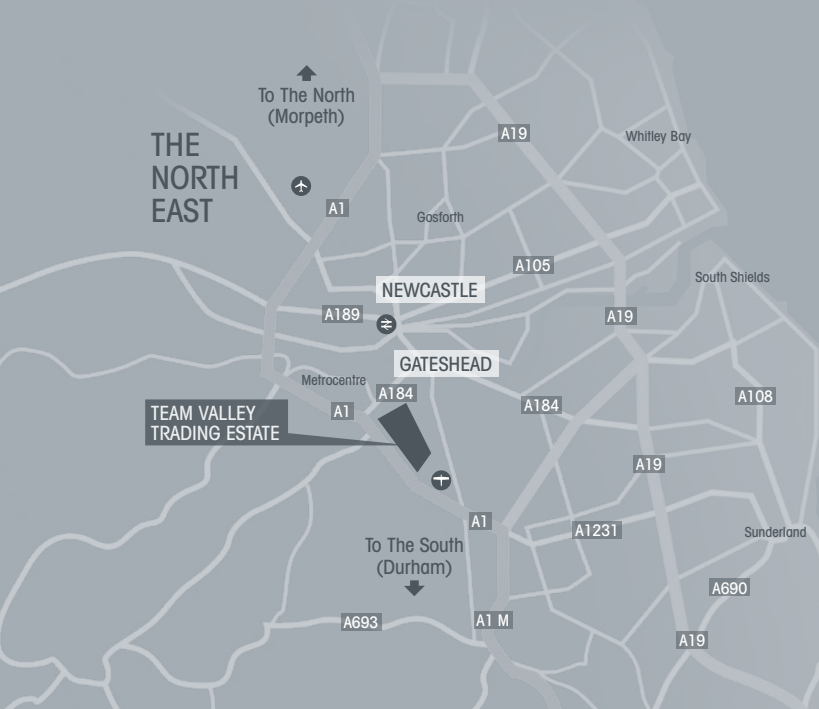 To The North
(Morpeth)
THE
NORTH
EAST
A19
Whitley Bay
A1
Gosforth
A105
South Shields
NEWCASTLE
A189
A19
GATESHEAD
Metrocentre
A184
A108
A184
A1
TEAM VALLEY
TRADING ESTATE
A19
A1
A1231
Sunderland
To The South
(Durham)
A690
A693
A1 M
A19